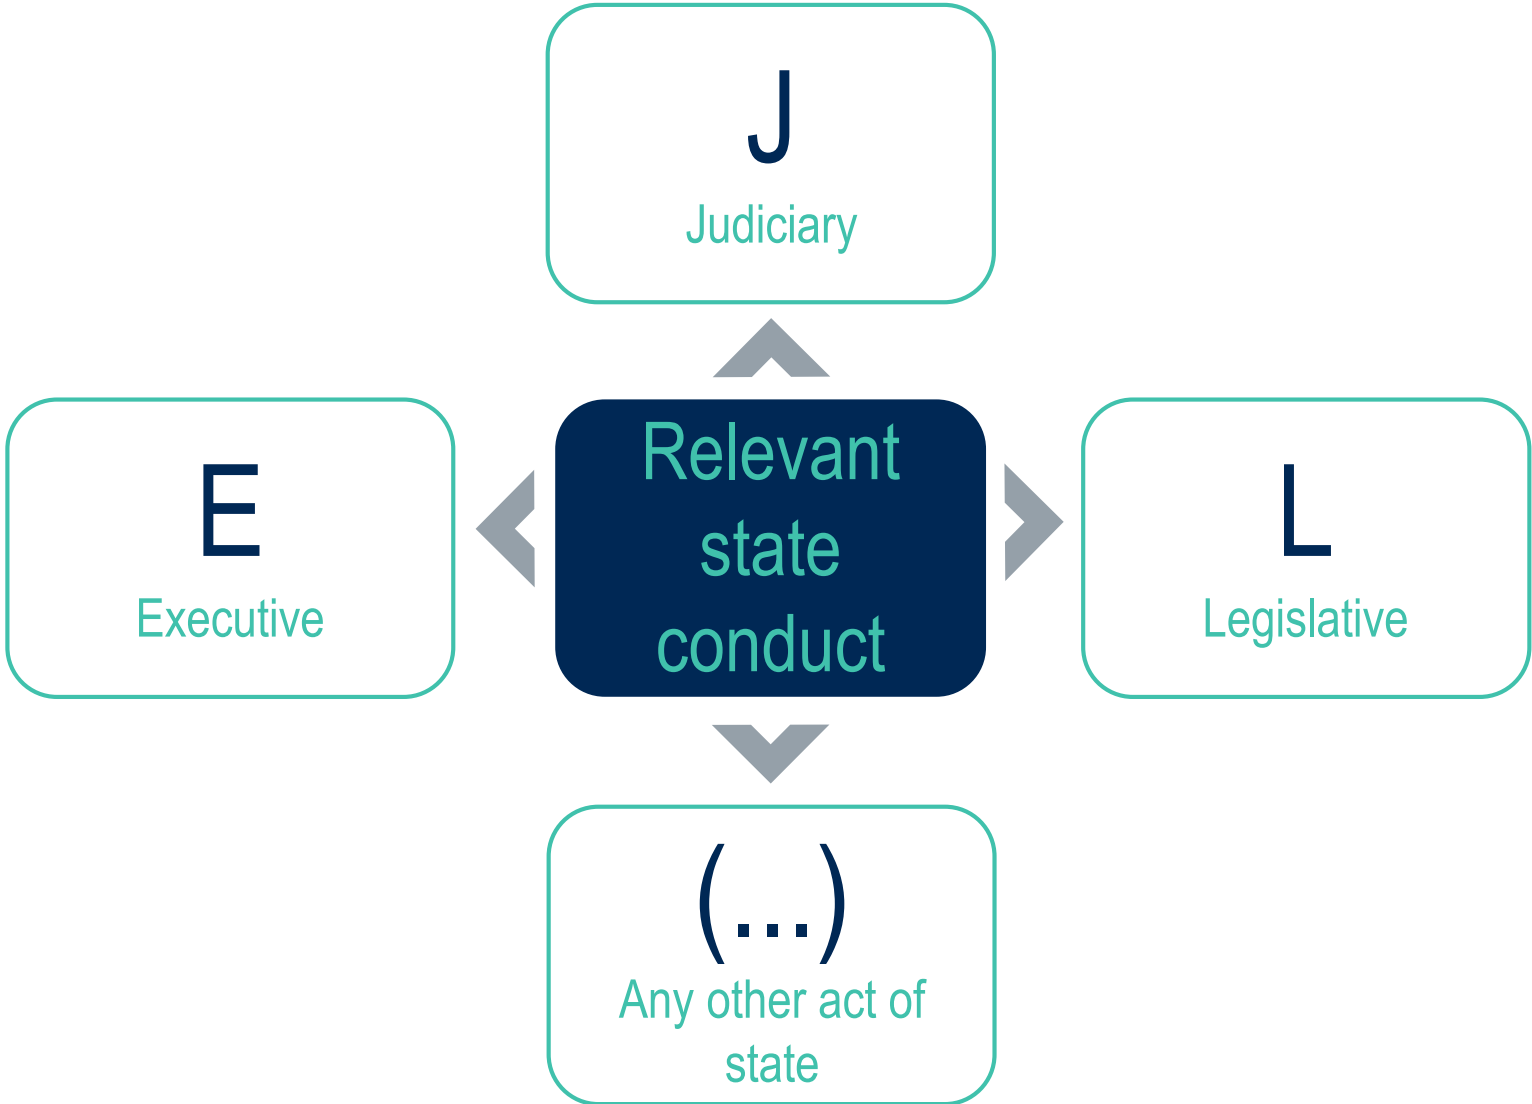 J
Judiciary
E
Executive
Relevant
state
conduct
L
Legislative
(...)
Any other act of
state